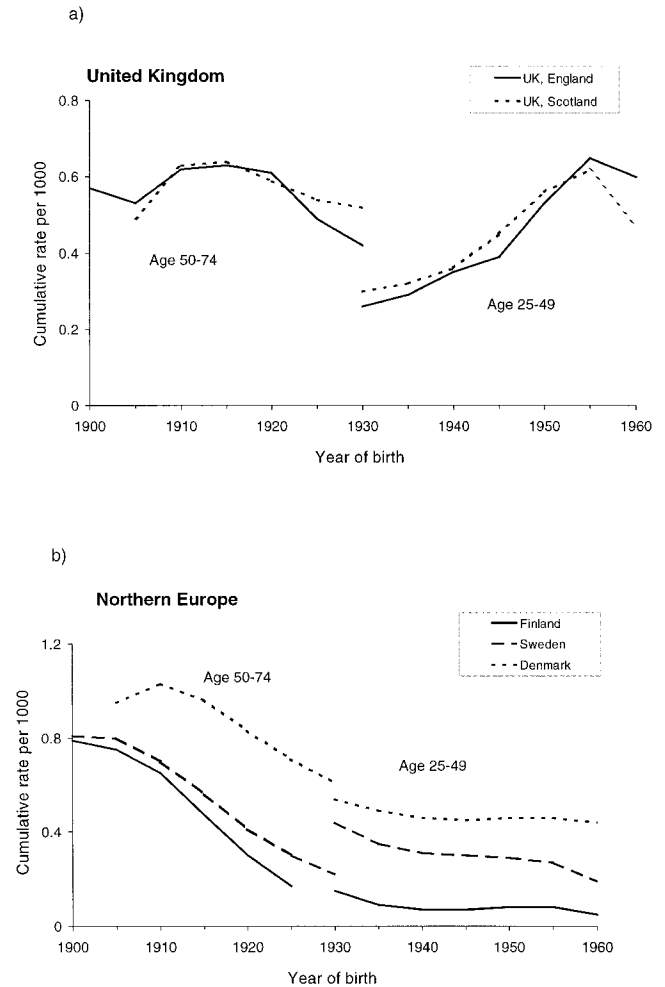 a)
United Kingdom
UK, England
UK, Scotland
0.8
0.6
0.4
0.2
0
Cumulative rate per 1000
Age 50-74
Age 25-49
1900 1910 1920 1930 1940 1950 1960
Year of birth
b)
Northern Europe
Finland
Sweden
Denmark
1.2
0.8
0.4
0
Cumulative rate per 1000
Age 50-74
Age 25-49
1900 1910 1920 1930 1940 1950 1960
Year of birth